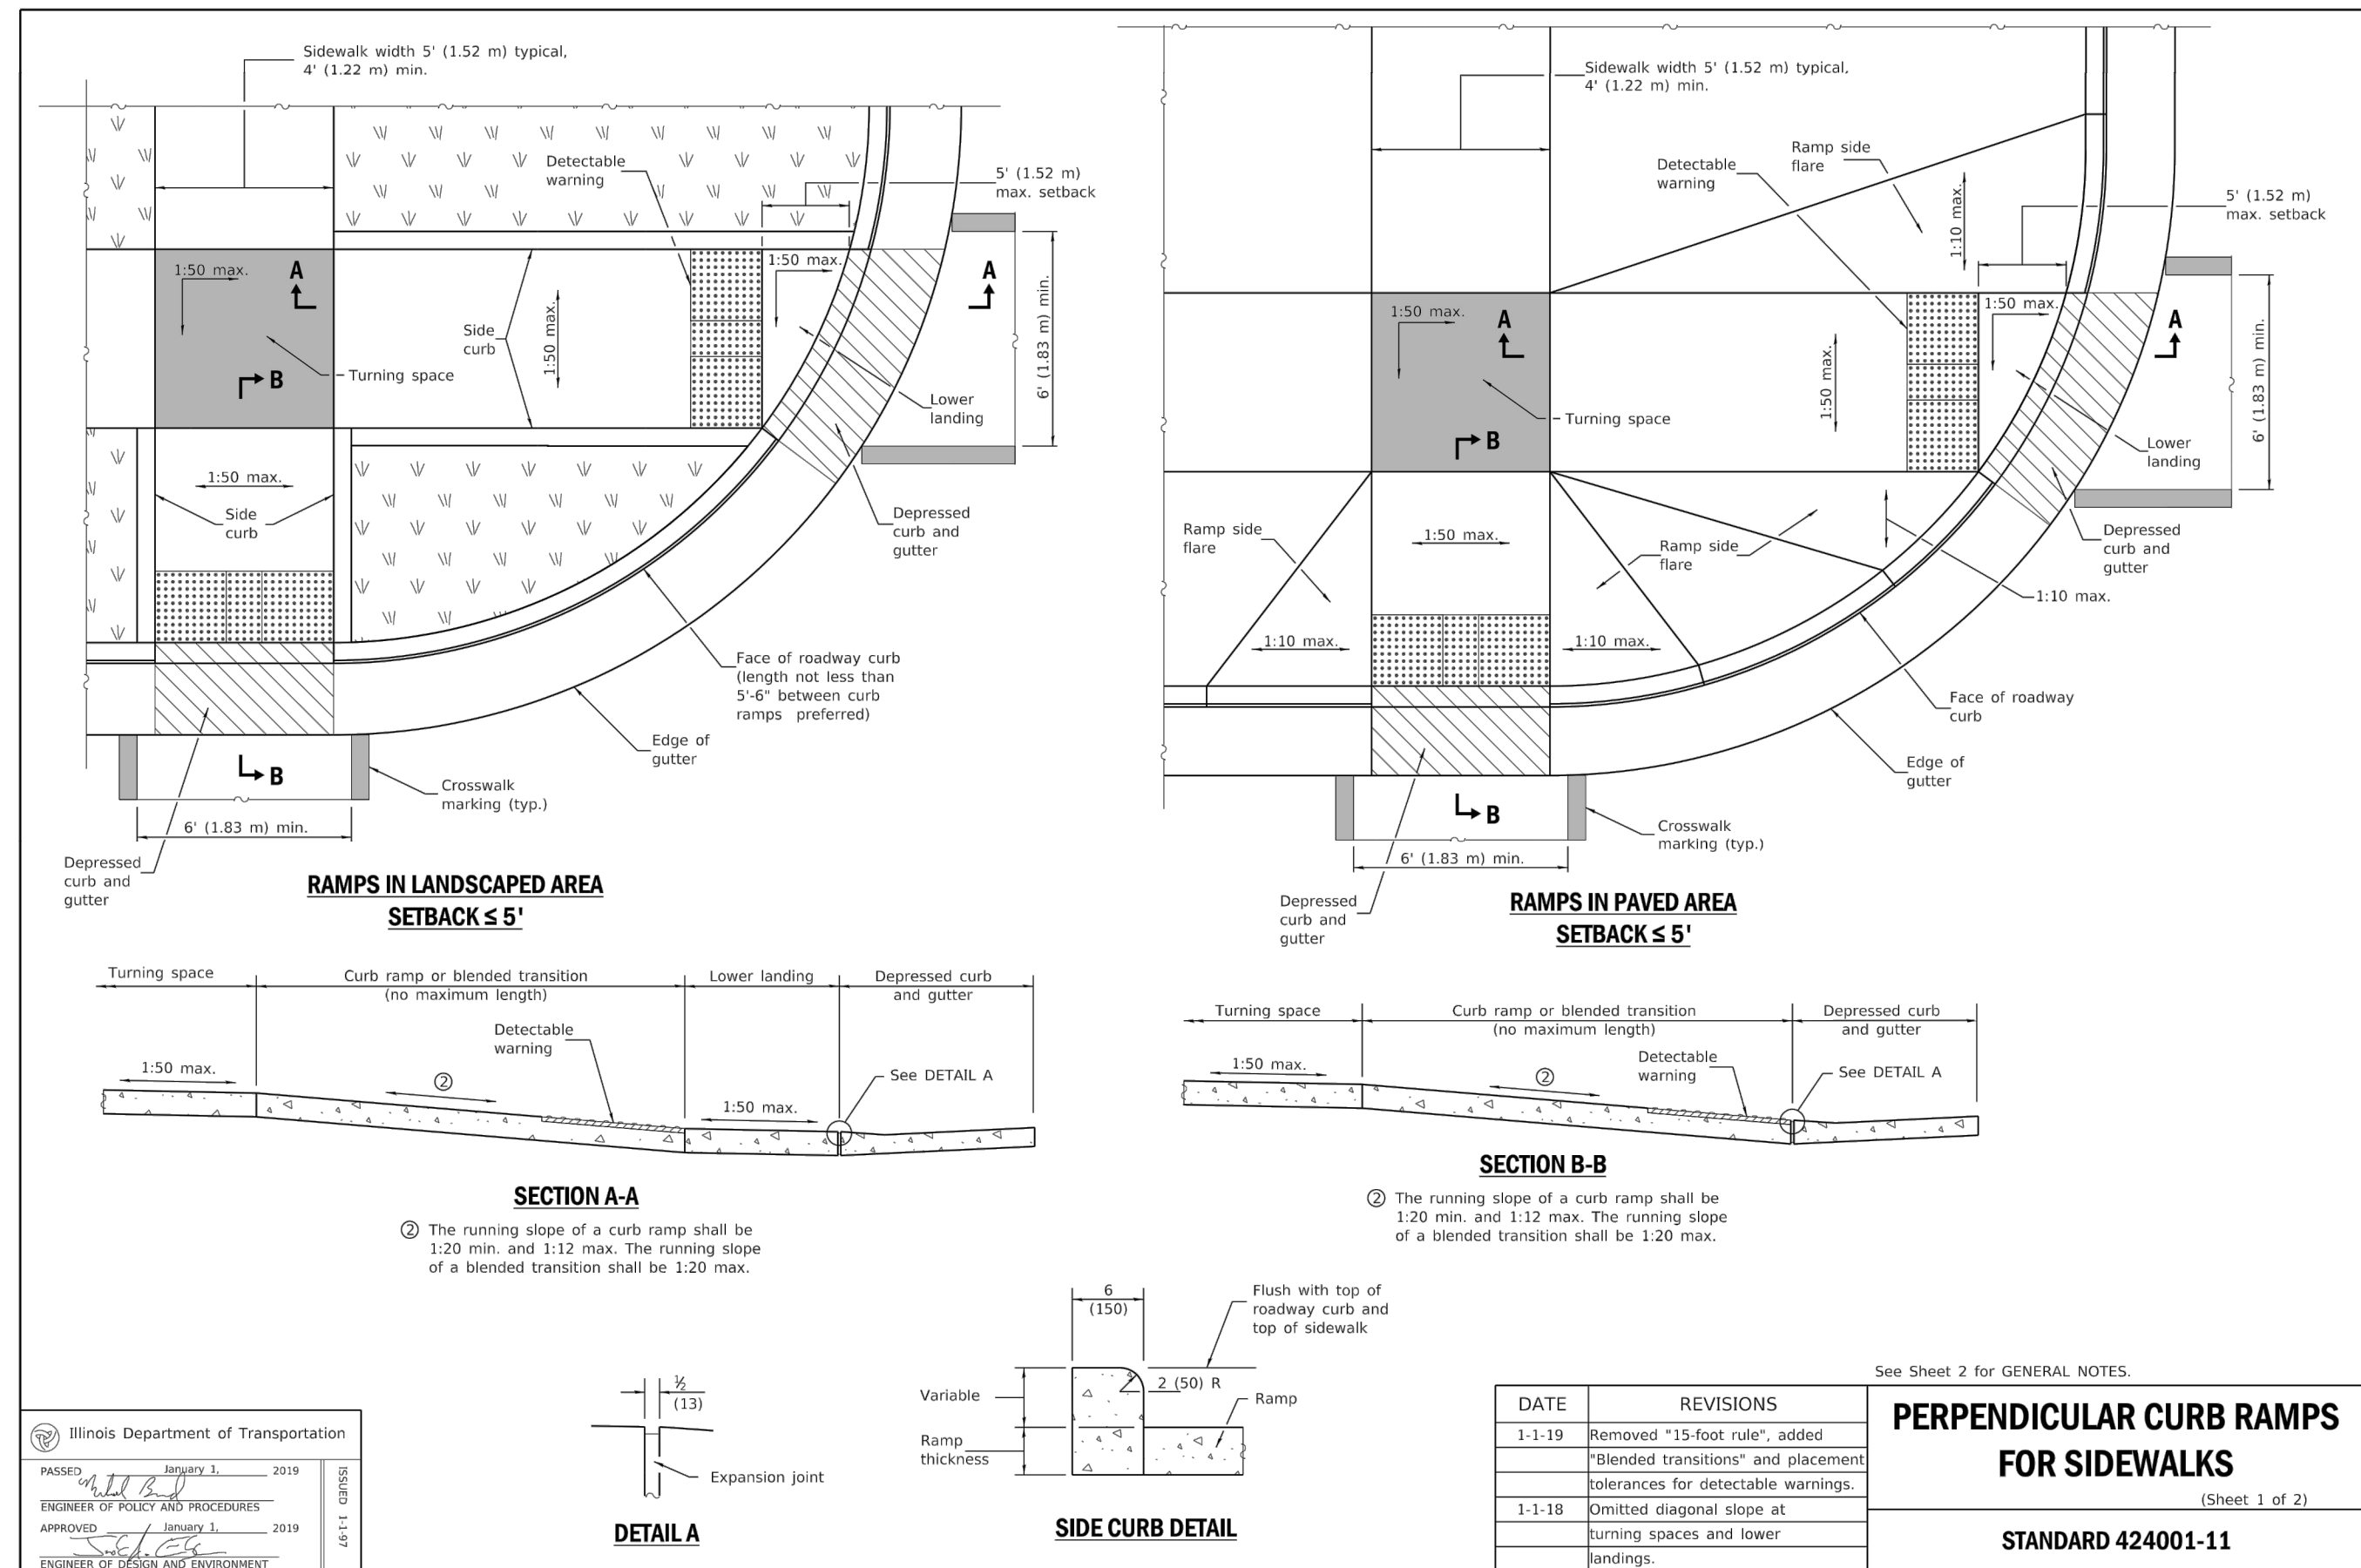 Sidewalk width 5' (1.52 m) typical,
4' (1.22 m) min.
Detectable
warning
5' (1.52 m)
max. setback
1:50 max.
A
1:50 max.
A
Side
curb
1:50 max.
6' (1.83 m) min.
B
Turning space
Lower
landing
1:50 max.
Side
curb
Depressed
curb and
gutter
Face of roadway curb
(length not less than
5'-6" between curb
ramps preferred)
Edge of
gutter
B
Crosswalk
marking (typ.)
6' (1.83 m) min.
Depressed
curb and
gutter
RAMPS IN LANDSCAPED AREA
SETBACK ≤ 5'
Sidewalk width 5' (1.52 m) typical,
4' (1.22 m) min.
Ramp side
flare
Detectable
warning
1:10 max.
5' (1.52 m)
max. setback
1:50 max.
A
1:50 max.
A
1:50 max.
6' (1.83 m) min.
B
Turning space
Lower
landing
Ramp side
flare
1:50 max.
Ramp side
flare
Depressed
curb and
gutter
1:10 max.
1:10 max.
1:10 max.
Face of roadway
curb
Edge of
gutter
B
Crosswalk
marking (typ.)
6' (1.83 m) min.
Depressed
curb and
gutter
RAMPS IN PAVED AREA
SETBACK ≤ 5'
Turning space
Curb ramp or blended transition
(no maximum length)
Lower landing
Depressed curb
and gutter
Detectable
warning
1:50 max.
②
1:50 max.
See DETAIL A
SECTION A-A
② The running slope of a curb ramp shall be
1:20 min. and 1:12 max. The running slope
of a blended transition shall be 1:20 max.
Turning space
Curb ramp or blended transition
(no maximum length)
Depressed curb
and gutter
1:50 max.
②
Detectable
warning
See DETAIL A
SECTION B-B
② The running slope of a curb ramp shall be
1:20 min. and 1:12 max. The running slope
of a blended transition shall be 1:20 max.
½
(13)
Expansion joint
DETAIL A
6
(150)
Flush with top of
roadway curb and
top of sidewalk
Variable
2 (50) R
Ramp
Ramp
thickness
SIDE CURB DETAIL
See Sheet 2 for GENERAL NOTES.
Illinois Department of Transportation
PASSED January 1, 2019
ENGINEER OF POLICY AND PROCEDURES
APPROVED January 1, 2019
ENGINEER OF DESIGN AND ENVIRONMENT
ISSUED 1-1-97
DATE REVISIONS
1-1-19 Removed "15-foot rule", added
"Blended transitions" and placement
tolerances for detectable warnings.
1-1-18 Omitted diagonal slope at
turning spaces and lower
landings.
PERPENDICULAR CURB RAMPS
FOR SIDEWALKS
(Sheet 1 of 2)
STANDARD 424001-11